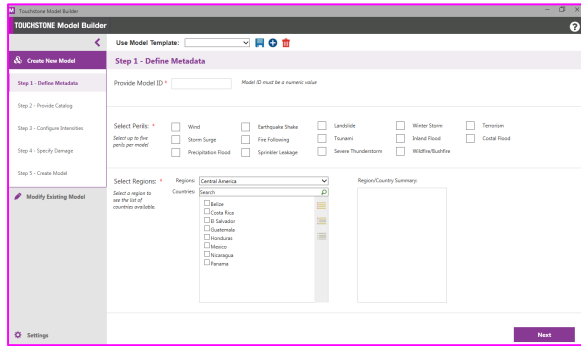 Touchstone Model Builder
TOUCHSTONE Model Builder
Use Model Template:
Create New Model
Step 1 - Define Metadata
Step 1 - Define Metadata
Provide Model ID *
Model ID must be a numeric value
Step 2 - Provide Catalog
Step 3 - Configure Intensities
Step 4 - Specify Damage
Step 5 - Create Model
Modify Existing Model
Settings
Select Perils: *
Select up to five
perils per model
Wind
Earthquake Shake
Landslide
Winter Storm
Terrorism
Storm Surge
Fire Following
Tsunami
Inland Flood
Costal Flood
Precipitation Flood
Sprinkler Leakage
Severe Thunderstorm
Wildfire/Bushfire
Select Regions: *
Select a region to
see the list of
countries available.
Regions:
Central America
Countries:
Search
Belize
Costa Rica
El Salvador
Guatemala
Honduras
Mexico
Nicaragua
Panama
Region/Country Summary:
Next